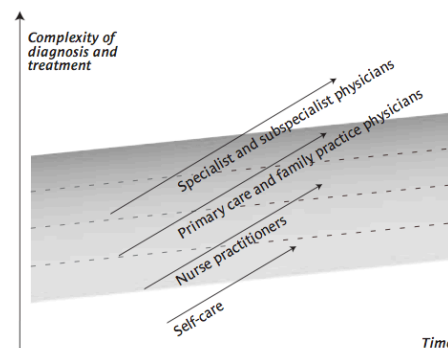 Complexity of
diagnosis and
treatment
Specialist and subspecialist physicians
Primary care and family practice physicians
Nurse practitioners
Self-care
Time